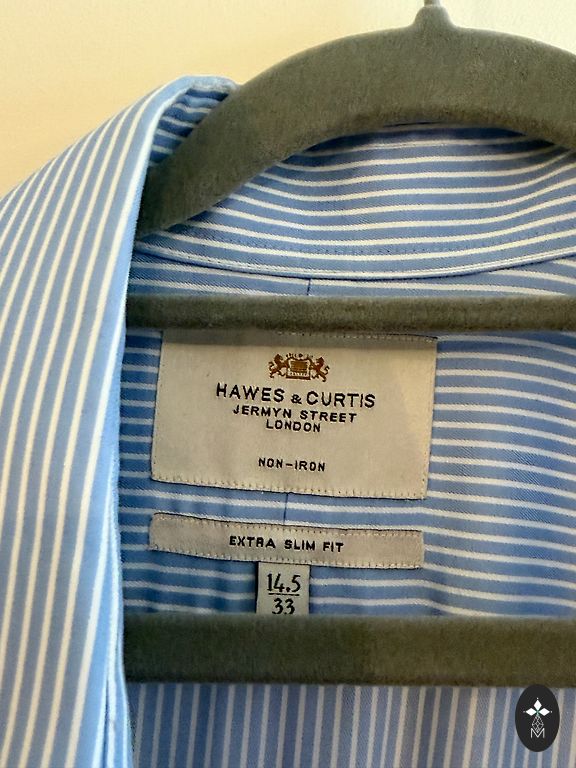 HAWES & CURTIS
JERMYN STREET
LONDON
NON-IRON
EXTRA SLIM FIT
14.5
33
M